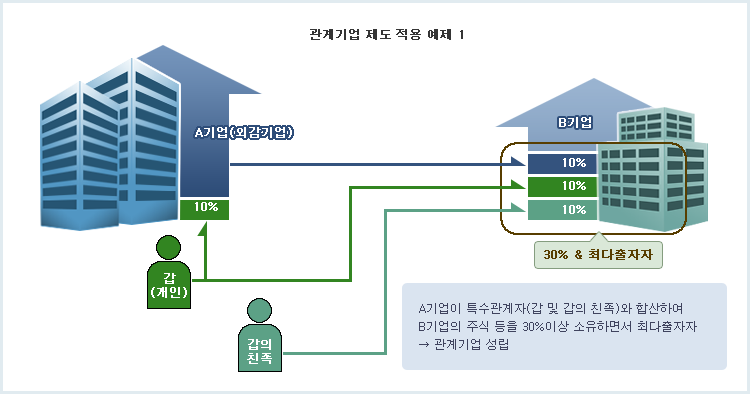 관계기업 제도 적용 예제 1
A기업(외감기업)
B기업
10%
10%
10%
10%
30% & 최다출자자
갑
(개인)
갑의
친족
A기업이 특수관계자(갑 및 갑의 친족)와 합산하여
B기업의 주식 등을 30%이상 소유하면서 최다출자자
→ 관계기업 성립